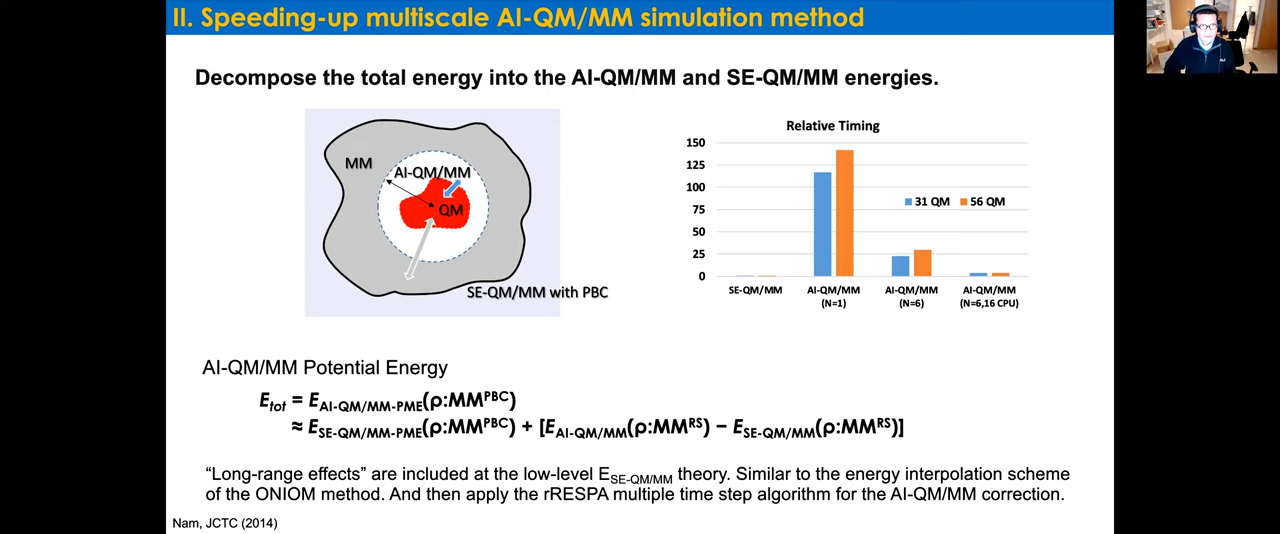 II. Speeding-up multiscale AI-QM/MM simulation method
Decompose the total energy into the AI-QM/MM and SE-QM/MM energies.
MM
AI-QM/MM
QM
SE-QM/MM with PBC
Relative Timing
150
125
100
75
50
25
0
31 QM
56 QM
SE-QM/MM
AI-QM/MM
(N=1)
AI-QM/MM
(N=6)
AI-QM/MM
(N=6,16 CPU)
AI-QM/MM Potential Energy
Etot = EAI-QM/MM-PME(ρ:MMPBC)
≈ ESE-QM/MM-PME(ρ:MMPBC) + [EAI-QM/MM(ρ:MMRS) − ESE-QM/MM(ρ:MMRS)]
“Long-range effects” are included at the low-level ESE-QM/MM theory. Similar to the energy interpolation scheme
of the ONIOM method. And then apply the rRESPA multiple time step algorithm for the AI-QM/MM correction.
Nam, JCTC (2014)